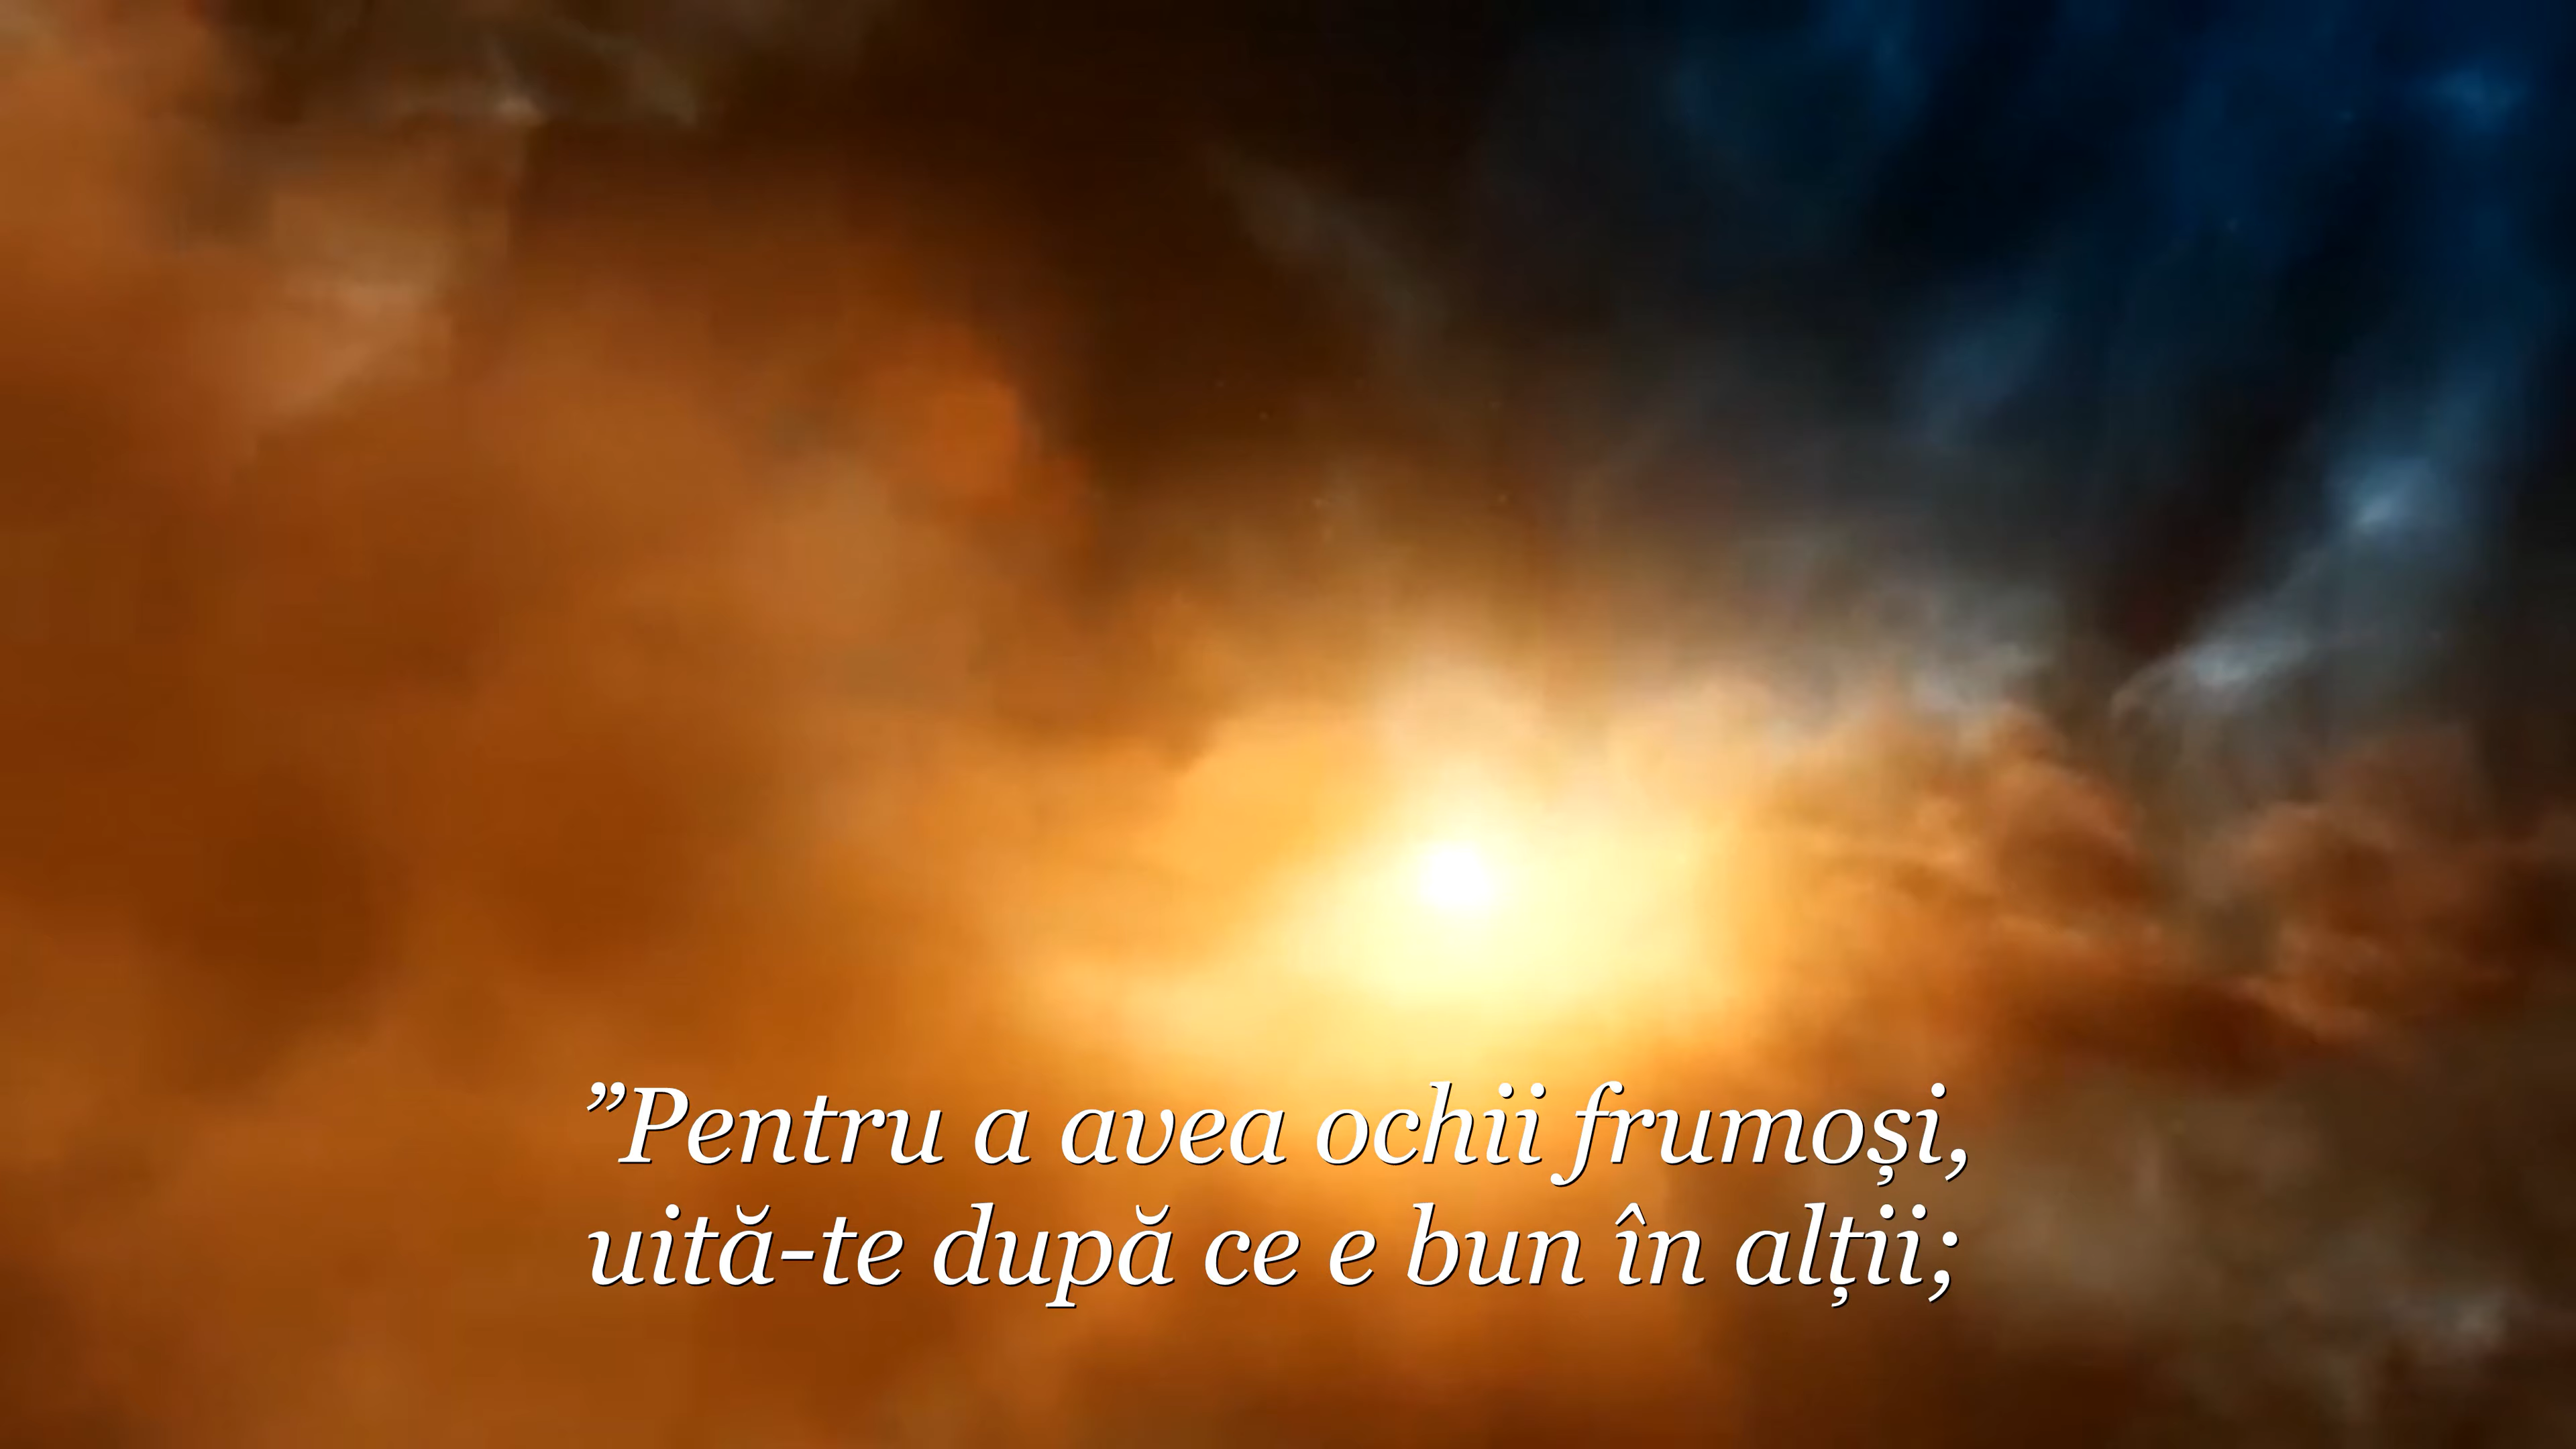 ”Pentru a avea ochii frumoși,
uită-te după ce e bun în alții;